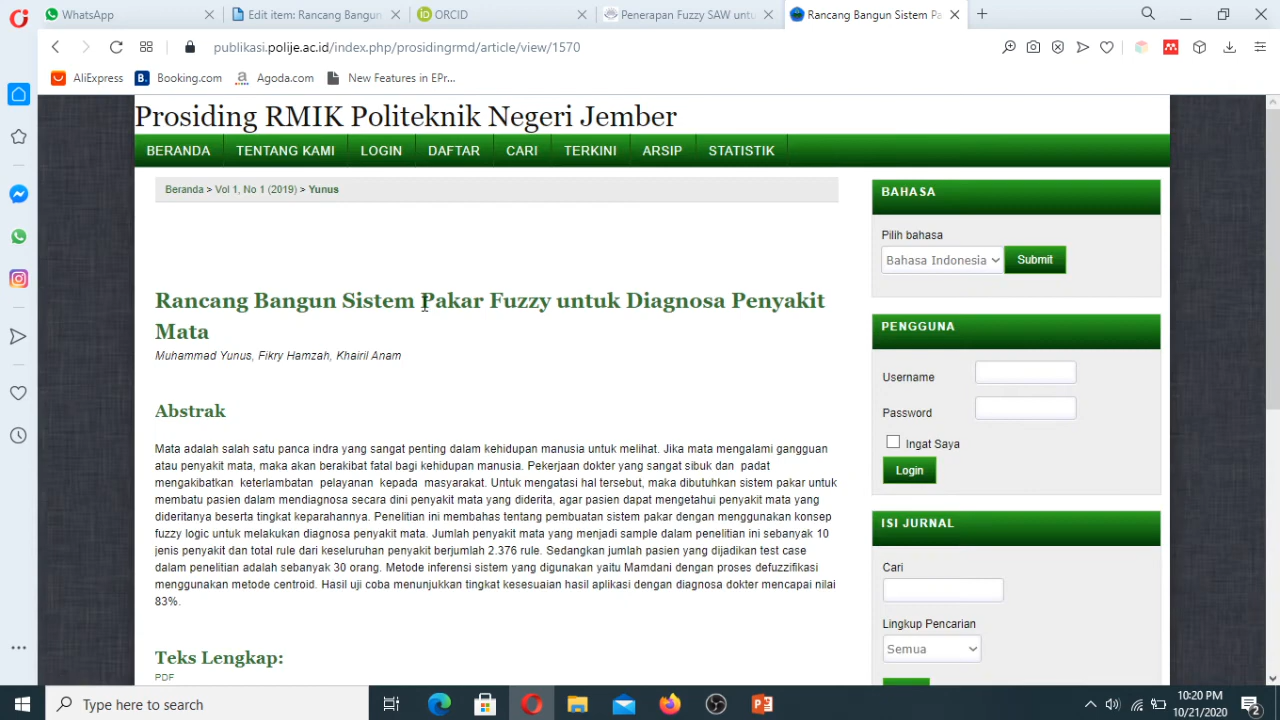 WhatsApp
Edit item: Rancang Bangun
ORCID
Penerapan Fuzzy SAW untu
Rancang Bangun Sistem Pa
publikasi.polije.ac.id/index.php/prosidingrmd/article/view/1570
AliExpress
B.
Booking.com
a
Agoda.com
New Features in EPr...
Prosiding RMIK Politeknik Negeri Jember
BERANDA
TENTANG KAMI
LOGIN
DAFTAR
CARI
TERKINI
ARSIP
STATISTIK
Beranda > Vol 1, No 1 (2019) > Yunus
Rancang Bangun Sistem Pakar Fuzzy untuk Diagnosa Penyakit
Mata
Muhammad Yunus, Fikry Hamzah, Khairil Anam
Abstrak
Mata adalah salah satu panca indra yang sangat penting dalam kehidupan manusia untuk melihat. Jika mata mengalami gangguan
atau penyakit mata, maka akan berakibat fatal bagi kehidupan manusia. Pekerjaan dokter yang sangat sibuk dan padat
mengakibatkan keterlambatan pelayanan kepada masyarakat. Untuk mengatasi hal tersebut, maka dibutuhkan sistem pakar untuk
membatu pasien dalam mendiagnosa secara dini penyakit mata yang diderita, agar pasien dapat mengetahui penyakit mata yang
dideritanya beserta tingkat keparahannya. Penelitian ini membahas tentang pembuatan sistem pakar dengan menggunakan konsep
fuzzy logic untuk melakukan diagnosa penyakit mata. Jumlah penyakit mata yang menjadi sample dalam penelitian ini sebanyak 10
jenis penyakit dan total rule dari keseluruhan penyakit berjumlah 2.376 rule. Sedangkan jumlah pasien yang dijadikan test case
dalam penelitian adalah sebanyak 30 orang. Metode inferensi sistem yang digunakan yaitu Mamdani dengan proses defuzzifikasi
menggunakan metode centroid. Hasil uji coba menunjukkan tingkat kesesuaian hasil aplikasi dengan diagnosa dokter mencapai nilai
83%.
Teks Lengkap:
PDF
BAHASA
Pilih bahasa
Bahasa Indonesia
Submit
PENGGUNA
Username
Password
Ingat Saya
Login
ISI JURNAL
Cari
Lingkup Pencarian
Semua
Type here to search
10:20 PM
10/21/2020
2